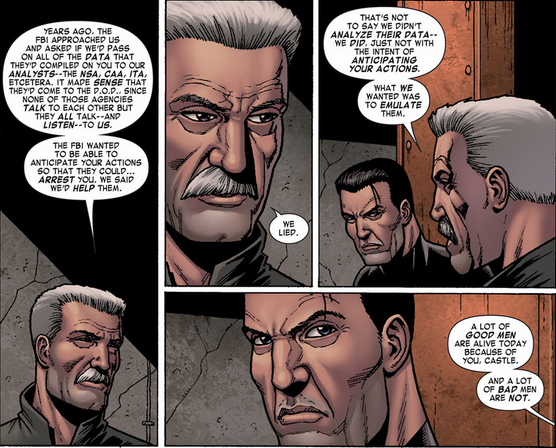 YEARS AGO, THE
FBI APPROACHED US
AND ASKED IF WE'D PASS
ON ALL OF THE DATA THAT
THEY'D COMPILED ON YOU TO OUR
ANALYSTS--THE NSA, CAA, ITA,
ETCETERA. IT MADE SENSE THAT
THEY'D COME TO THE D.O.D., SINCE
NONE OF THOSE AGENCIES
TALK TO EACH OTHER BUT
THEY ALL TALK--AND
LISTEN--TO US.
THE FBI WANTED
TO BE ABLE TO
ANTICIPATE YOUR ACTIONS
SO THAT THEY COULD...
ARREST YOU. WE SAID
WE'D HELP THEM.
WE
LIED.
THAT'S NOT
TO SAY WE DIDN'T
ANALYZE THEIR DATA--
WE DID, JUST NOT WITH
THE INTENT OF
ANTICIPATING
YOUR ACTIONS.
WHAT WE
WANTED WAS
TO EMULATE
THEM.
A LOT OF
GOOD MEN
ARE ALIVE TODAY
BECAUSE OF
YOU, CASTLE.
AND A LOT
OF BAD MEN
ARE NOT.